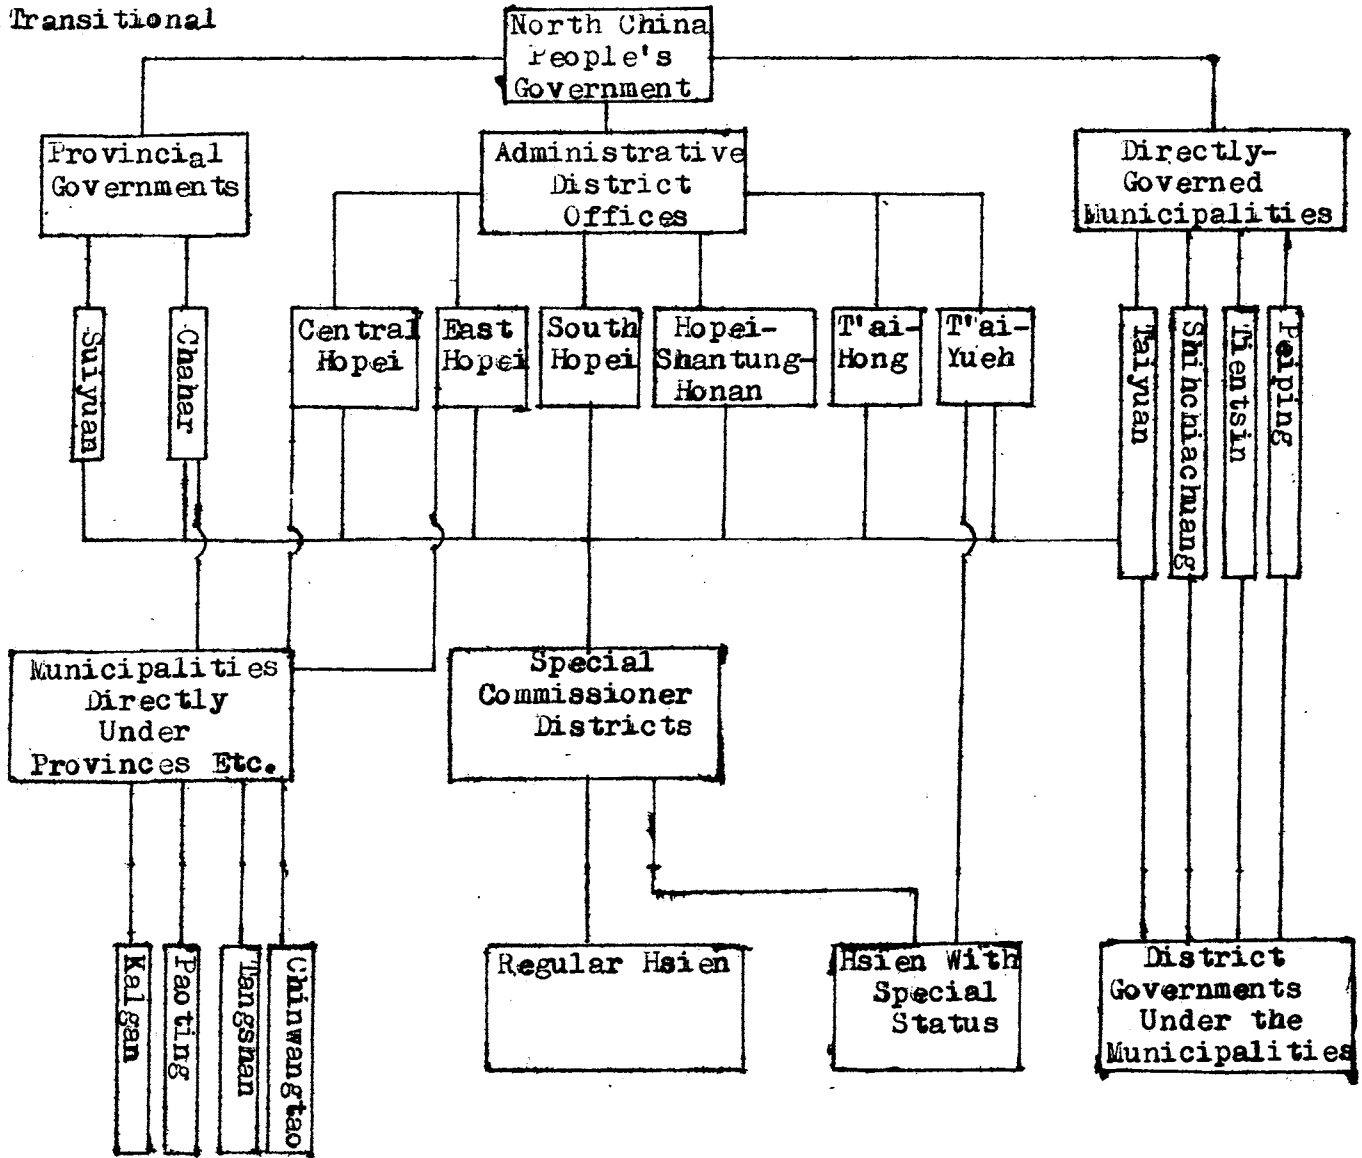 Transitional
North China
People's
Government
Provincial
Governments
Administrative
District
Offices
Directly-
Governed
Municipalities
Suiyuan
Chahar
Central
Hopei
East
Hopei
South
Hopei
Hopei-
Shantung-
Honan
T'ai-
Hong
T'ai-
Yueh
Taiyuan
Shihchiachuang
Tientsin
Peiping
Municipalities
Directly
Under
Provinces Etc.
Special
Commissioner
Districts
Kalgan
Paoting
Tangshan
Chinwangtao
Regular Hsien
Hsien With
Special
Status
District
Governments
Under the
Municipalities